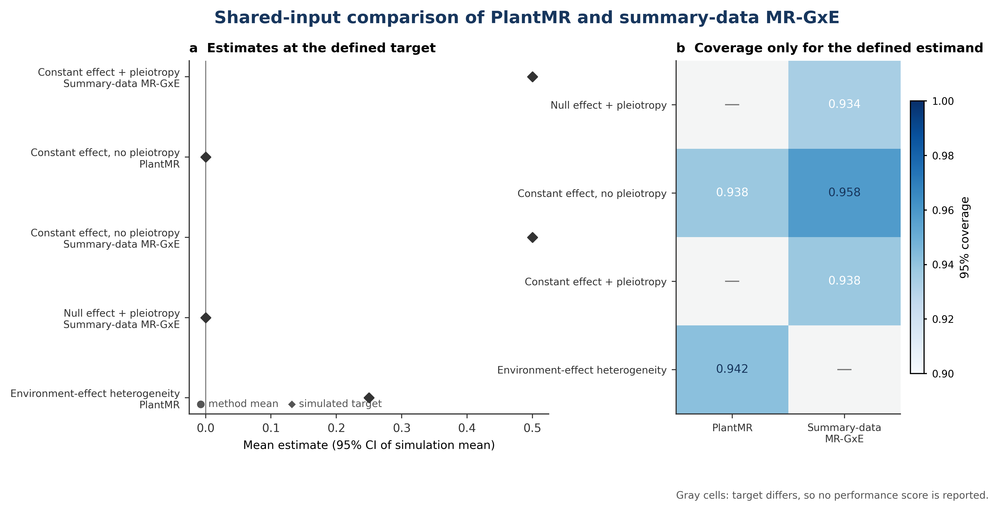 Shared-input comparison of PlantMR and summary-data MR-GxE
a Estimates at the defined target
Constant effect + pleiotropy
Summary-data MR-GxE
Constant effect, no pleiotropy
PlantMR
Constant effect, no pleiotropy
Summary-data MR-GxE
Null effect + pleiotropy
Summary-data MR-GxE
Environment-effect heterogeneity
PlantMR
method mean
simulated target
0.0
0.1
0.2
0.3
0.4
0.5
Mean estimate (95% CI of simulation mean)
b Coverage only for the defined estimand
Null effect + pleiotropy
— 0.934
Constant effect, no pleiotropy
0.938 0.958
Constant effect + pleiotropy
— 0.938
Environment-effect heterogeneity
0.942 —
PlantMR
Summary-data
MR-GxE
1.00
0.98
0.96
0.94
0.92
0.90
95% coverage
Gray cells: target differs, so no performance score is reported.